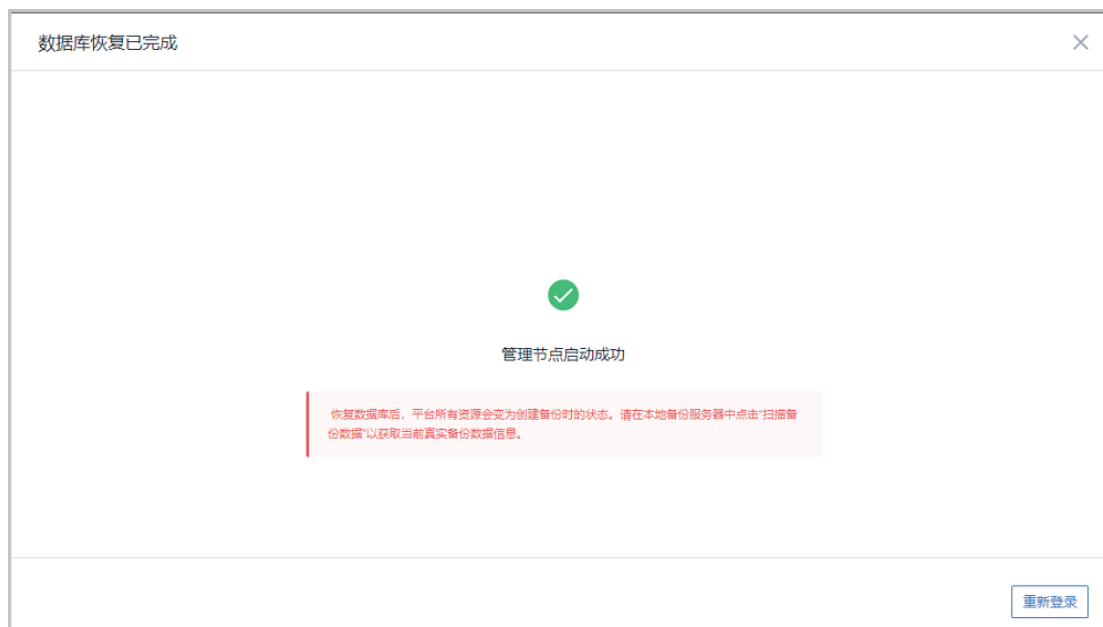 数据库恢复已完成
管理节点启动成功
恢复数据库后，平台所有资源会变为创建备份时的状态。请在本地备份服务器中点击“扫描备
份数据”以获取当前真实备份数据信息。
重新登录